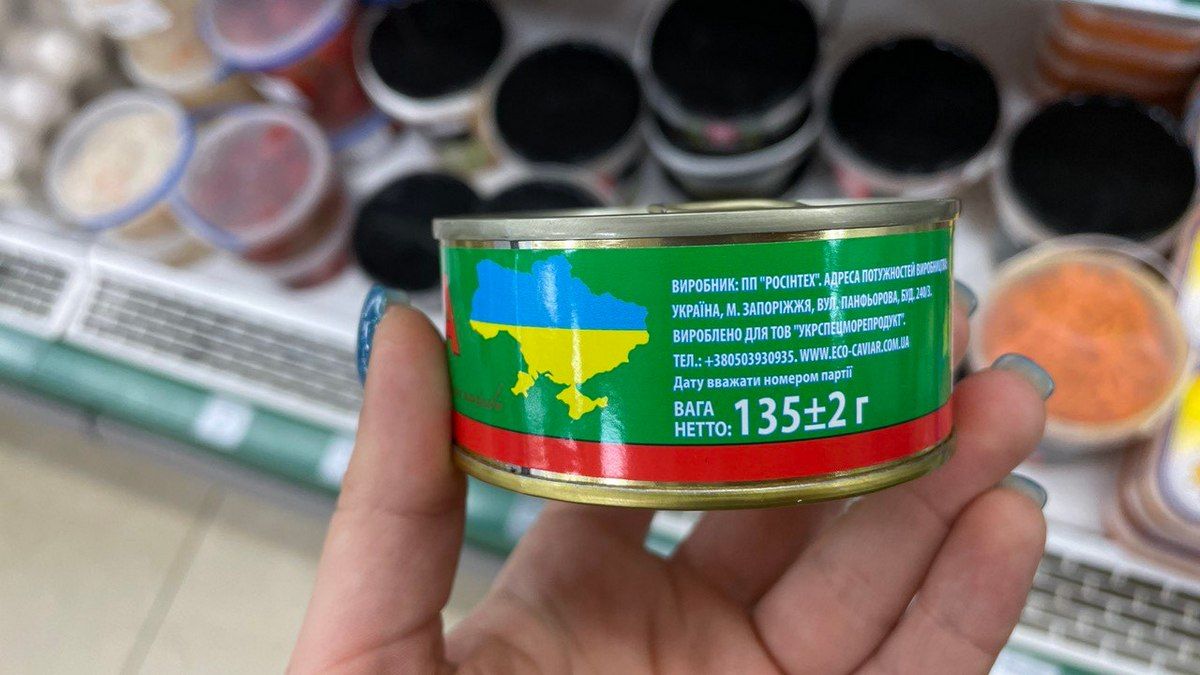 ВИРОБНИК: ПП "РОСІНТЕХ". АДРЕСА ПОТУЖНОСТЕЙ ВИРОБНИЦТВА:
УКРАЇНА, М. ЗАПОРІЖЖЯ, ВУЛ. ПАНФЬОРОВА, БУД. 240/3.
ВИРОБЛЕНО ДЛЯ ТОВ "УКРСПЕЦМОРЕПРОДУКТ".
ТЕЛ.: +380503930935. WWW.ECO-CAVIAR.COM.UA
Дату вважати номером партії
ВАГА
НЕТТО: 135±2 г